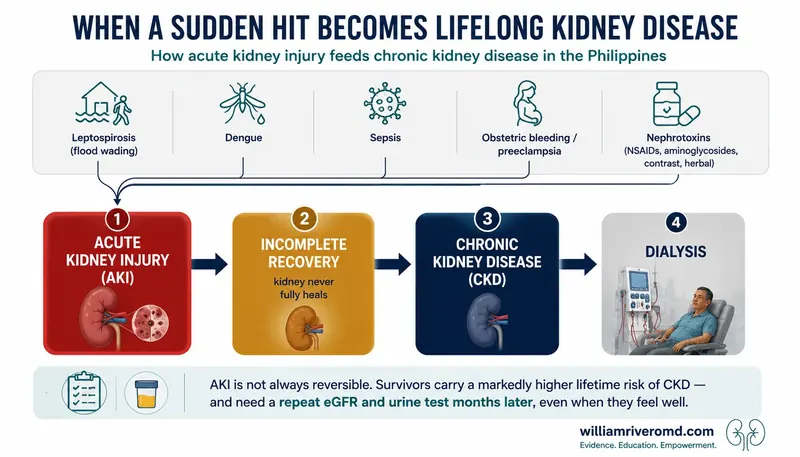 WHEN A SUDDEN HIT BECOMES LIFELONG KIDNEY DISEASE
How acute kidney injury feeds chronic kidney disease in the Philippines
Leptospirosis
(flood wading)
Dengue
Sepsis
Obstetric bleeding /
preeclampsia
Nephrotoxins
(NSAIDs, aminoglycosides,
contrast, herbal)
1
ACUTE
KIDNEY INJURY
(AKI)
2
INCOMPLETE
RECOVERY
kidney never
fully heals
3
CHRONIC
KIDNEY DISEASE
(CKD)
4
DIALYSIS
AKI is not always reversible. Survivors carry a markedly higher lifetime risk of CKD —
and need a repeat eGFR and urine test months later, even when they feel well.
williamriveromd.com
Evidence. Education. Empowerment.